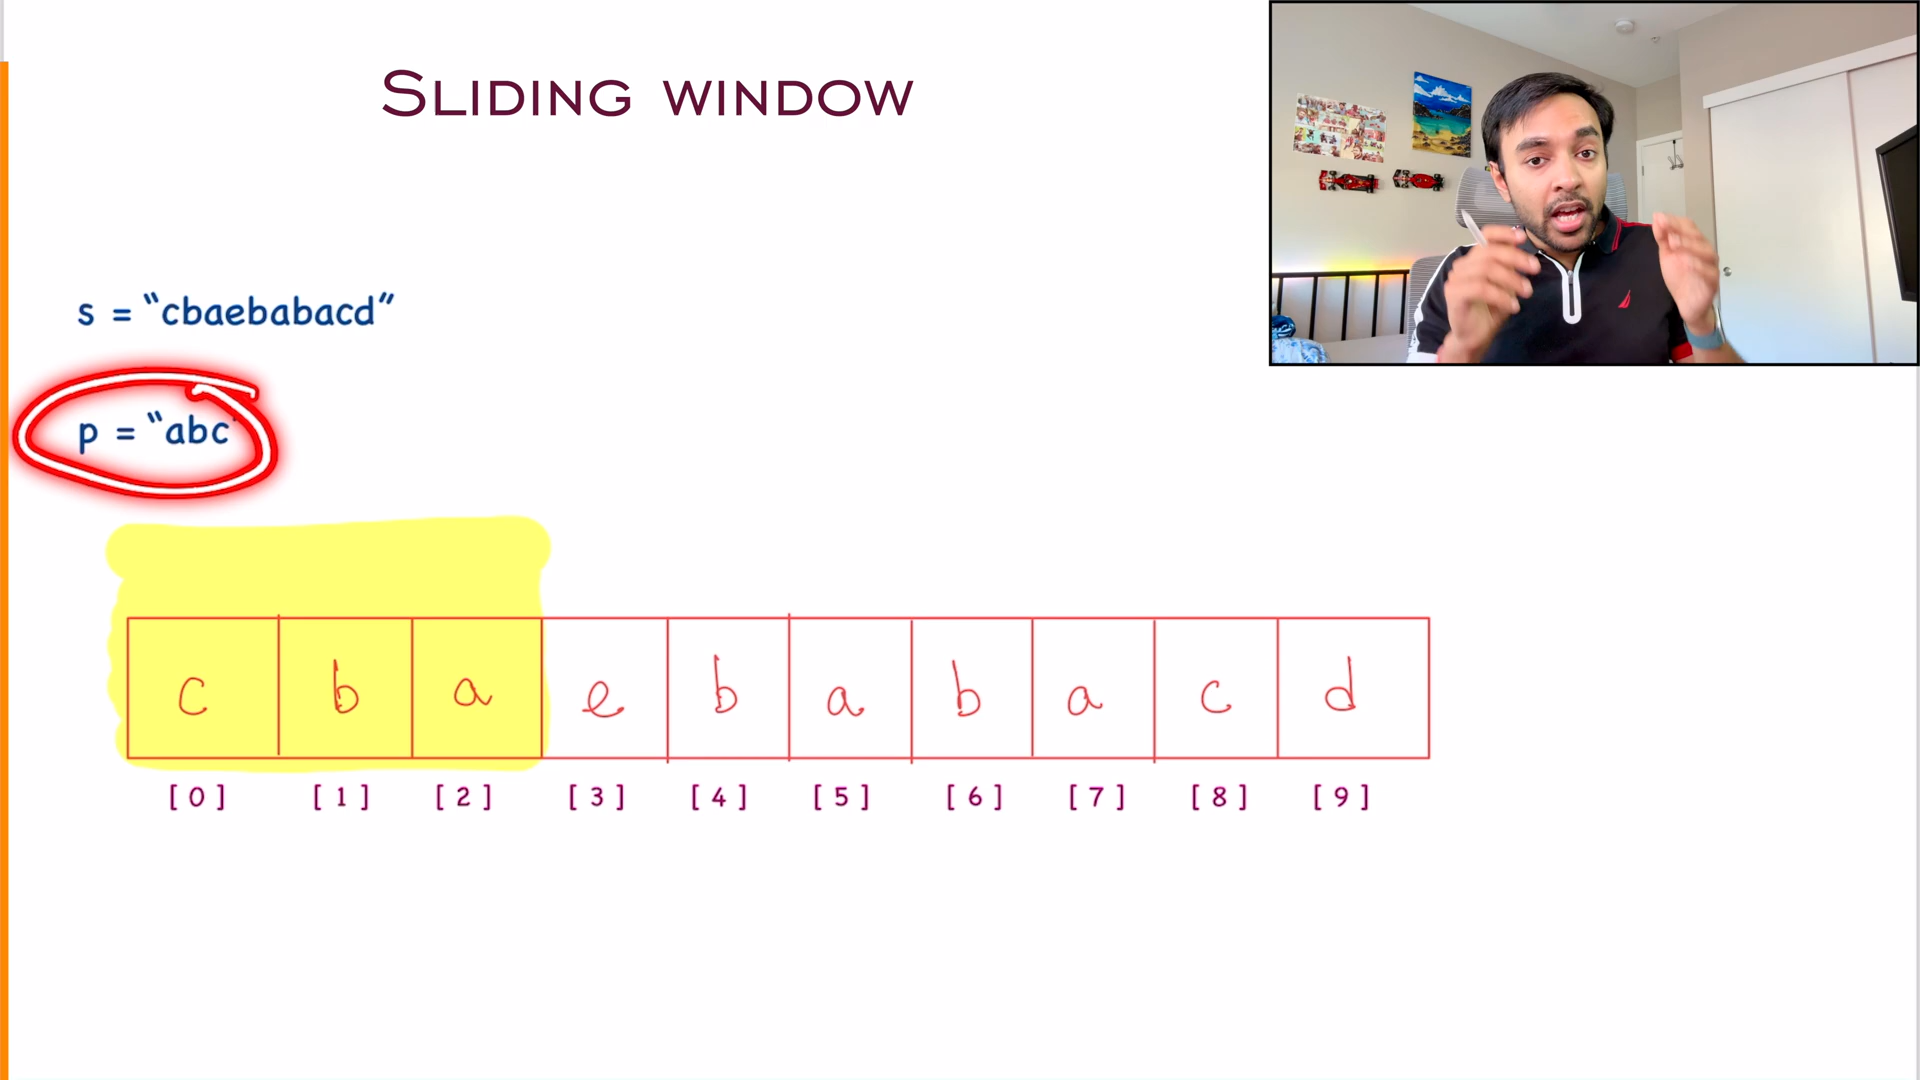 SLIDING WINDOW
s = “cbaebabacd”
p = “abc"
c b a e b a b a c d
[0] [1] [2] [3] [4] [5] [6] [7] [8] [9]